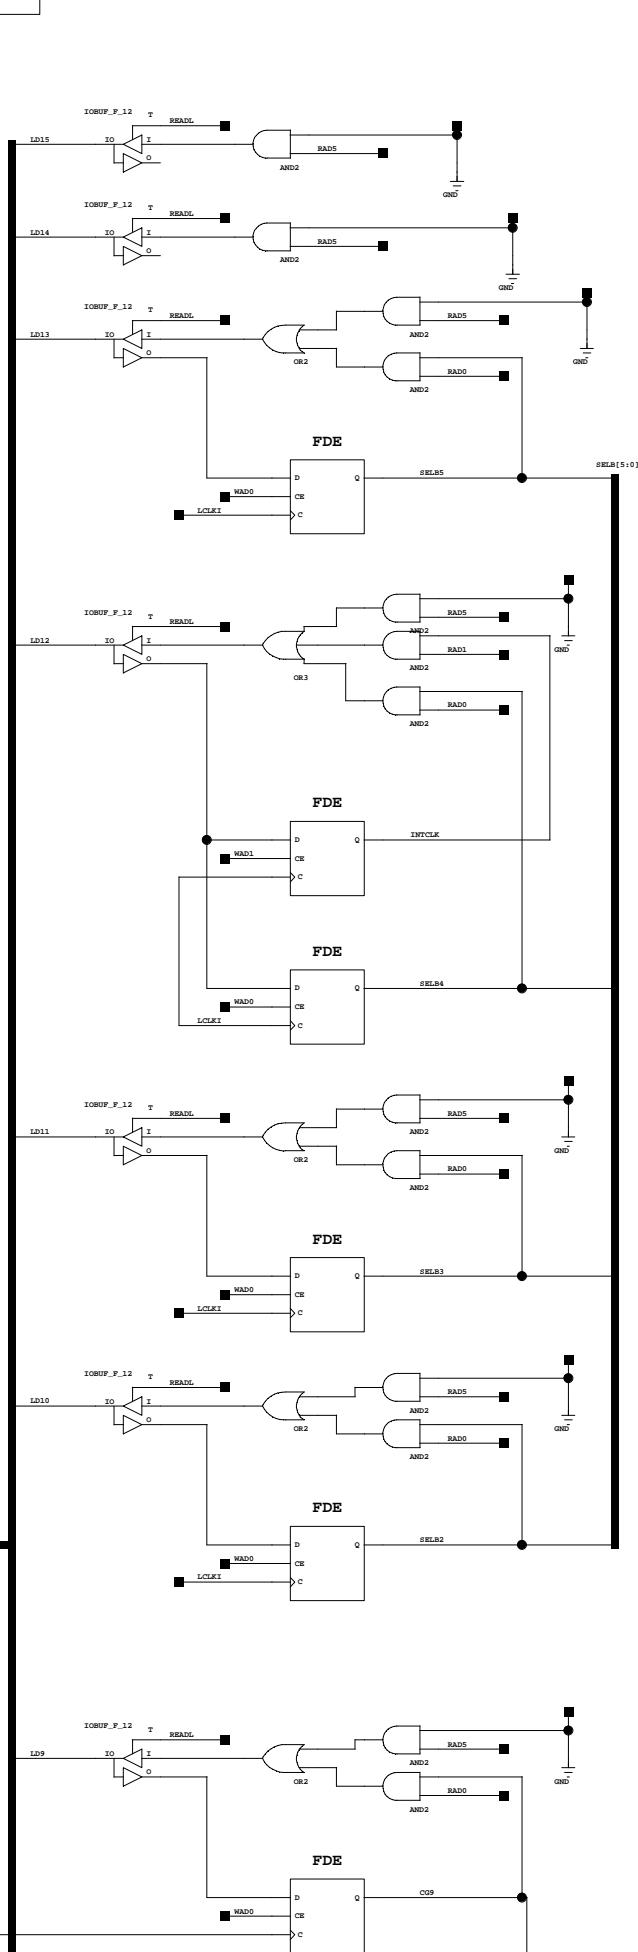 IOBUF_F_12
T
READL
LD15
IO
I
O
RAD5
AND2
GND
IOBUF_F_12
T
READL
LD14
IO
I
O
RAD5
AND2
GND
IOBUF_F_12
T
READL
RAD5
LD13
IO
I
AND2
O
OR2
GND
RAD0
AND2
FDE
SELB[5:0]
D
Q
SELB5
WAD0
CE
LCLKI
C
IOBUF_F_12
T
READL
RAD5
AND2
LD12
IO
I
GND
RAD1
O
AND2
OR3
RAD0
AND2
FDE
D
Q
INTCLK
WAD1
CE
C
FDE
D
Q
SELB4
WAD0
CE
LCLKI
C
IOBUF_F_12
T
READL
RAD5
LD11
IO
I
AND2
O
OR2
GND
RAD0
AND2
FDE
D
Q
SELB3
WAD0
CE
LCLKI
C
IOBUF_F_12
T
READL
RAD5
LD10
IO
I
AND2
O
OR2
GND
RAD0
AND2
FDE
D
Q
SELB2
WAD0
CE
LCLKI
C
IOBUF_F_12
T
READL
RAD5
LD9
IO
I
AND2
O
OR2
GND
RAD0
AND2
FDE
D
Q
CG9
WAD0
CE
C